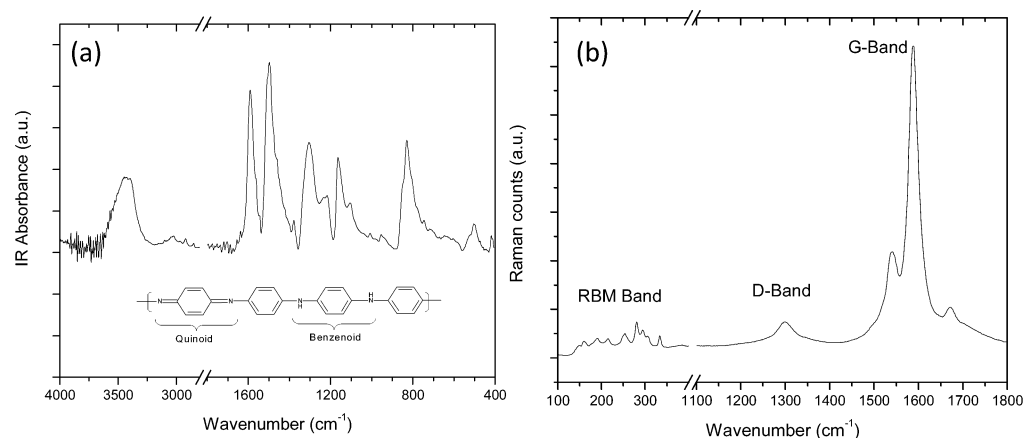 (a)
IR Absorbance (a.u.)
N
N
N
H
H
N
Quinoid
Benzenoid
4000 3500 3000 1600 1200 800 400
Wavenumber (cm-1)
(b)
G-Band
Raman counts (a.u.)
RBM Band
D-Band
100 200 300 1100 1200 1300 1400 1500 1600 1700 1800
Wavenumber (cm-1)